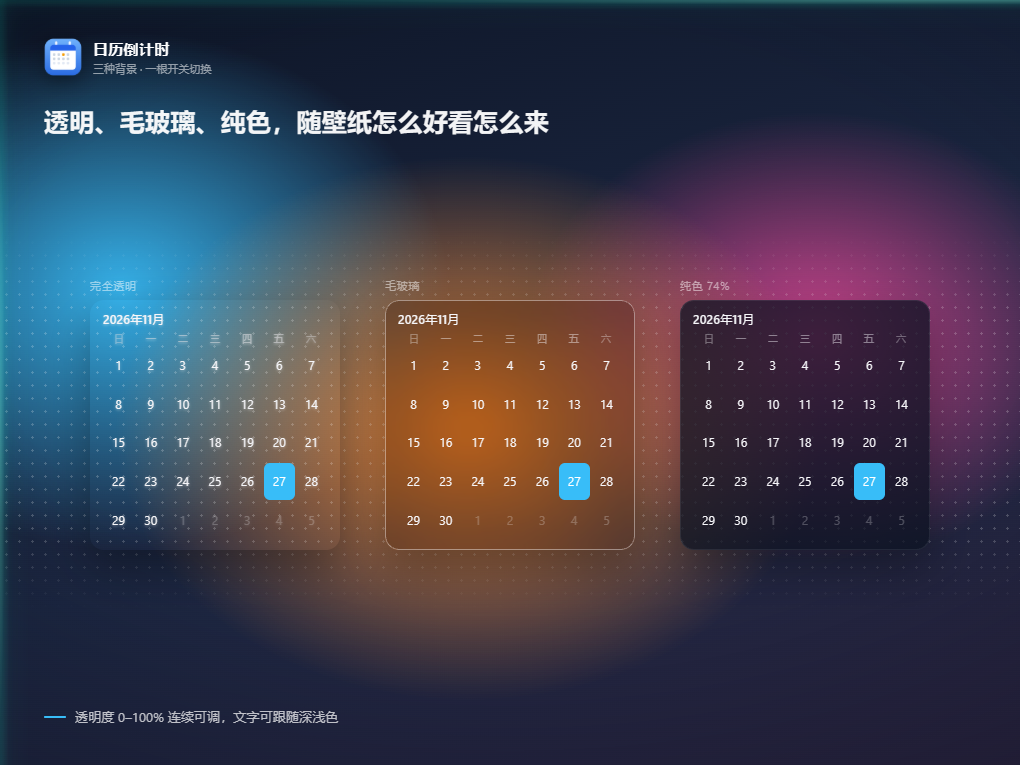 日历倒计时
三种背景 · 一根开关切换
透明、毛玻璃、纯色，随壁纸怎么好看怎么来
完全透明
2026年11月
日 一 二 三 四 五 六
1 2 3 4 5 6 7
8 9 10 11 12 13 14
15 16 17 18 19 20 21
22 23 24 25 26 27 28
29 30 1 2 3 4 5
毛玻璃
2026年11月
日 一 二 三 四 五 六
1 2 3 4 5 6 7
8 9 10 11 12 13 14
15 16 17 18 19 20 21
22 23 24 25 26 27 28
29 30 1 2 3 4 5
纯色 74%
2026年11月
日 一 二 三 四 五 六
1 2 3 4 5 6 7
8 9 10 11 12 13 14
15 16 17 18 19 20 21
22 23 24 25 26 27 28
29 30 1 2 3 4 5
透明度 0–100% 连续可调，文字可跟随深浅色